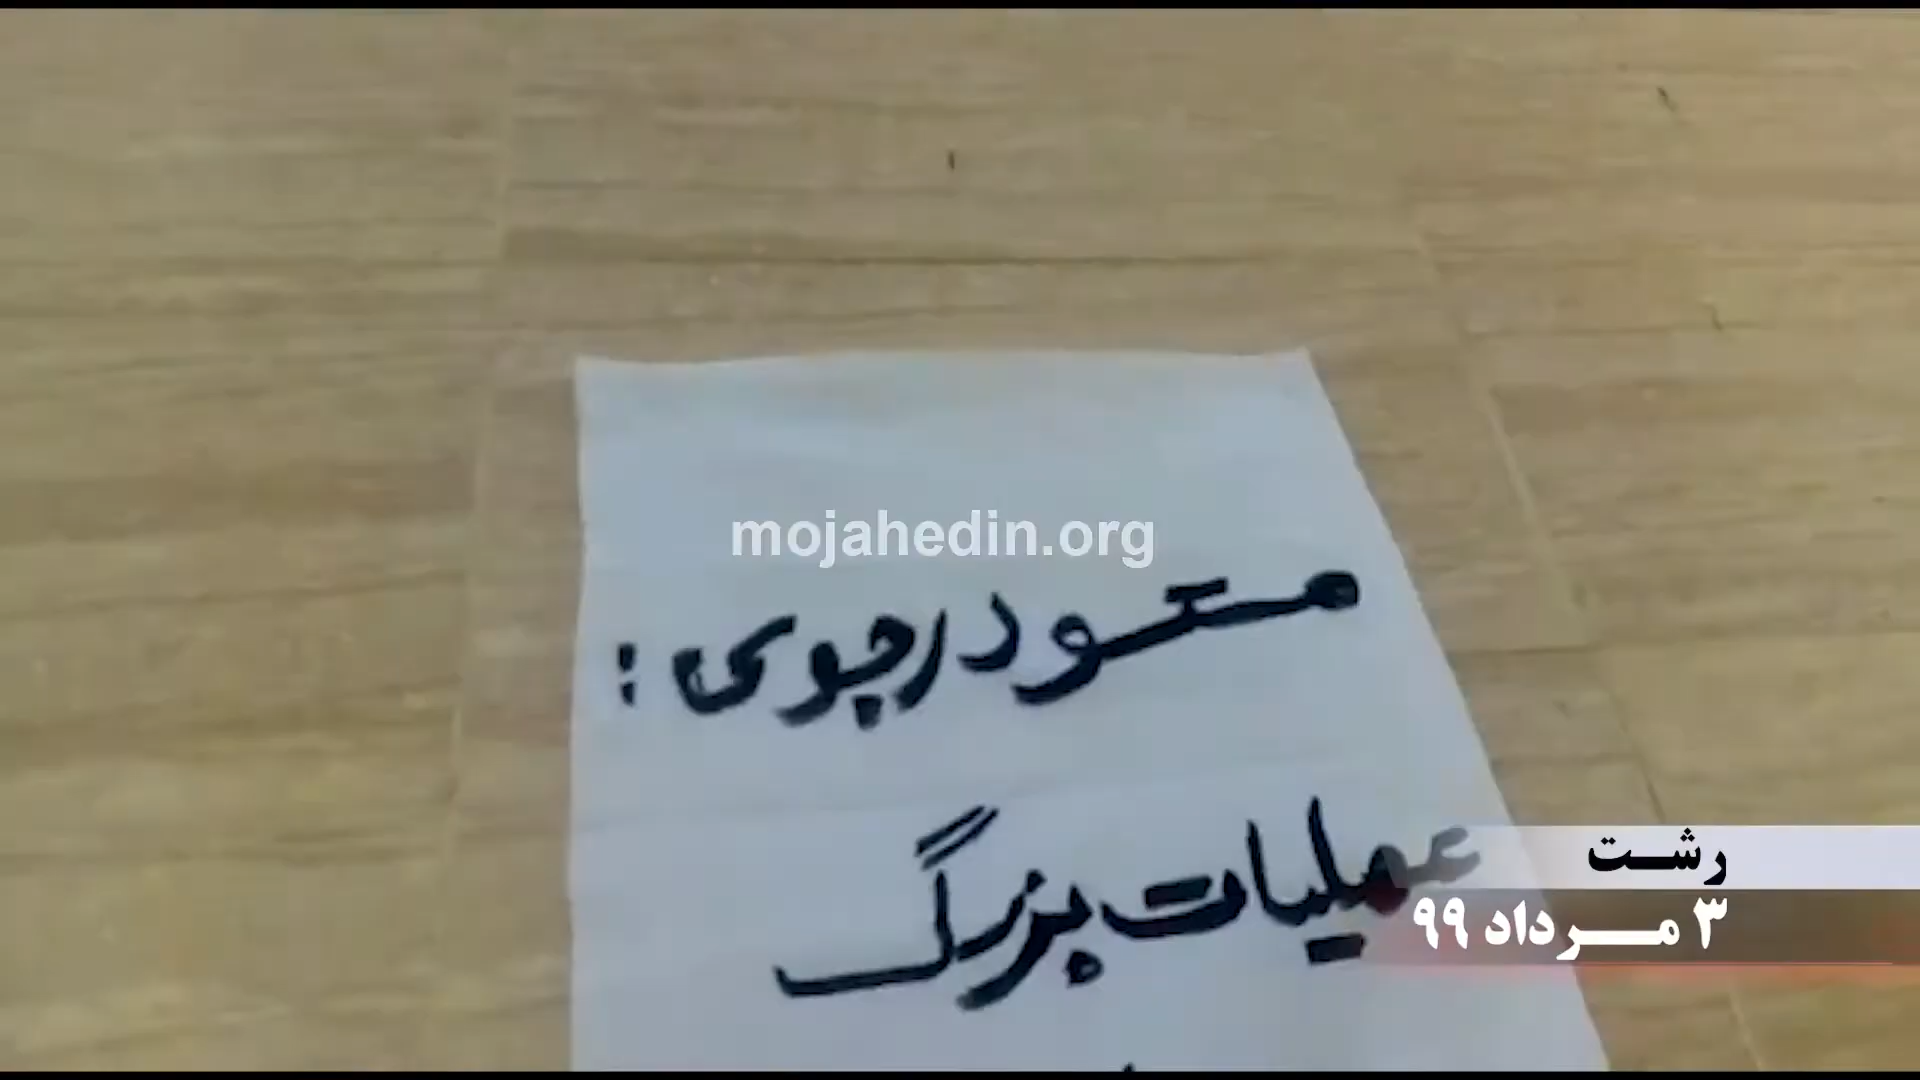 mojahedin.org
مسعود رجوی :
عملیات بزرگ
رشت
۳ مرداد ۹۹